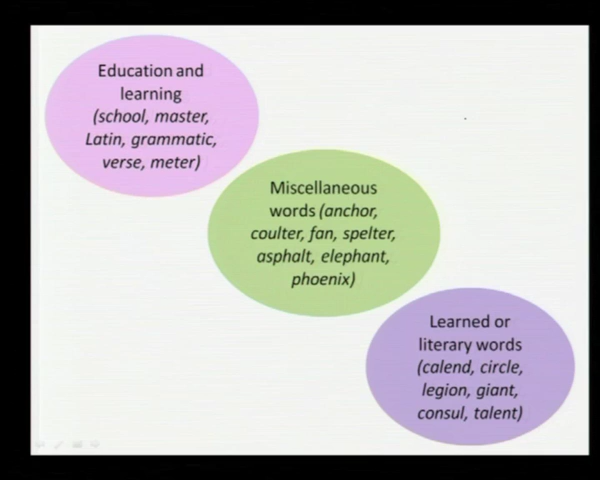 Education and
learning
(school, master,
Latin, grammatic,
verse, meter)
Miscellaneous
words (anchor,
coulter, fan, spelter,
asphalt, elephant,
phoenix)
Learned or
literary words
(calend, circle,
legion, giant,
consul, talent)